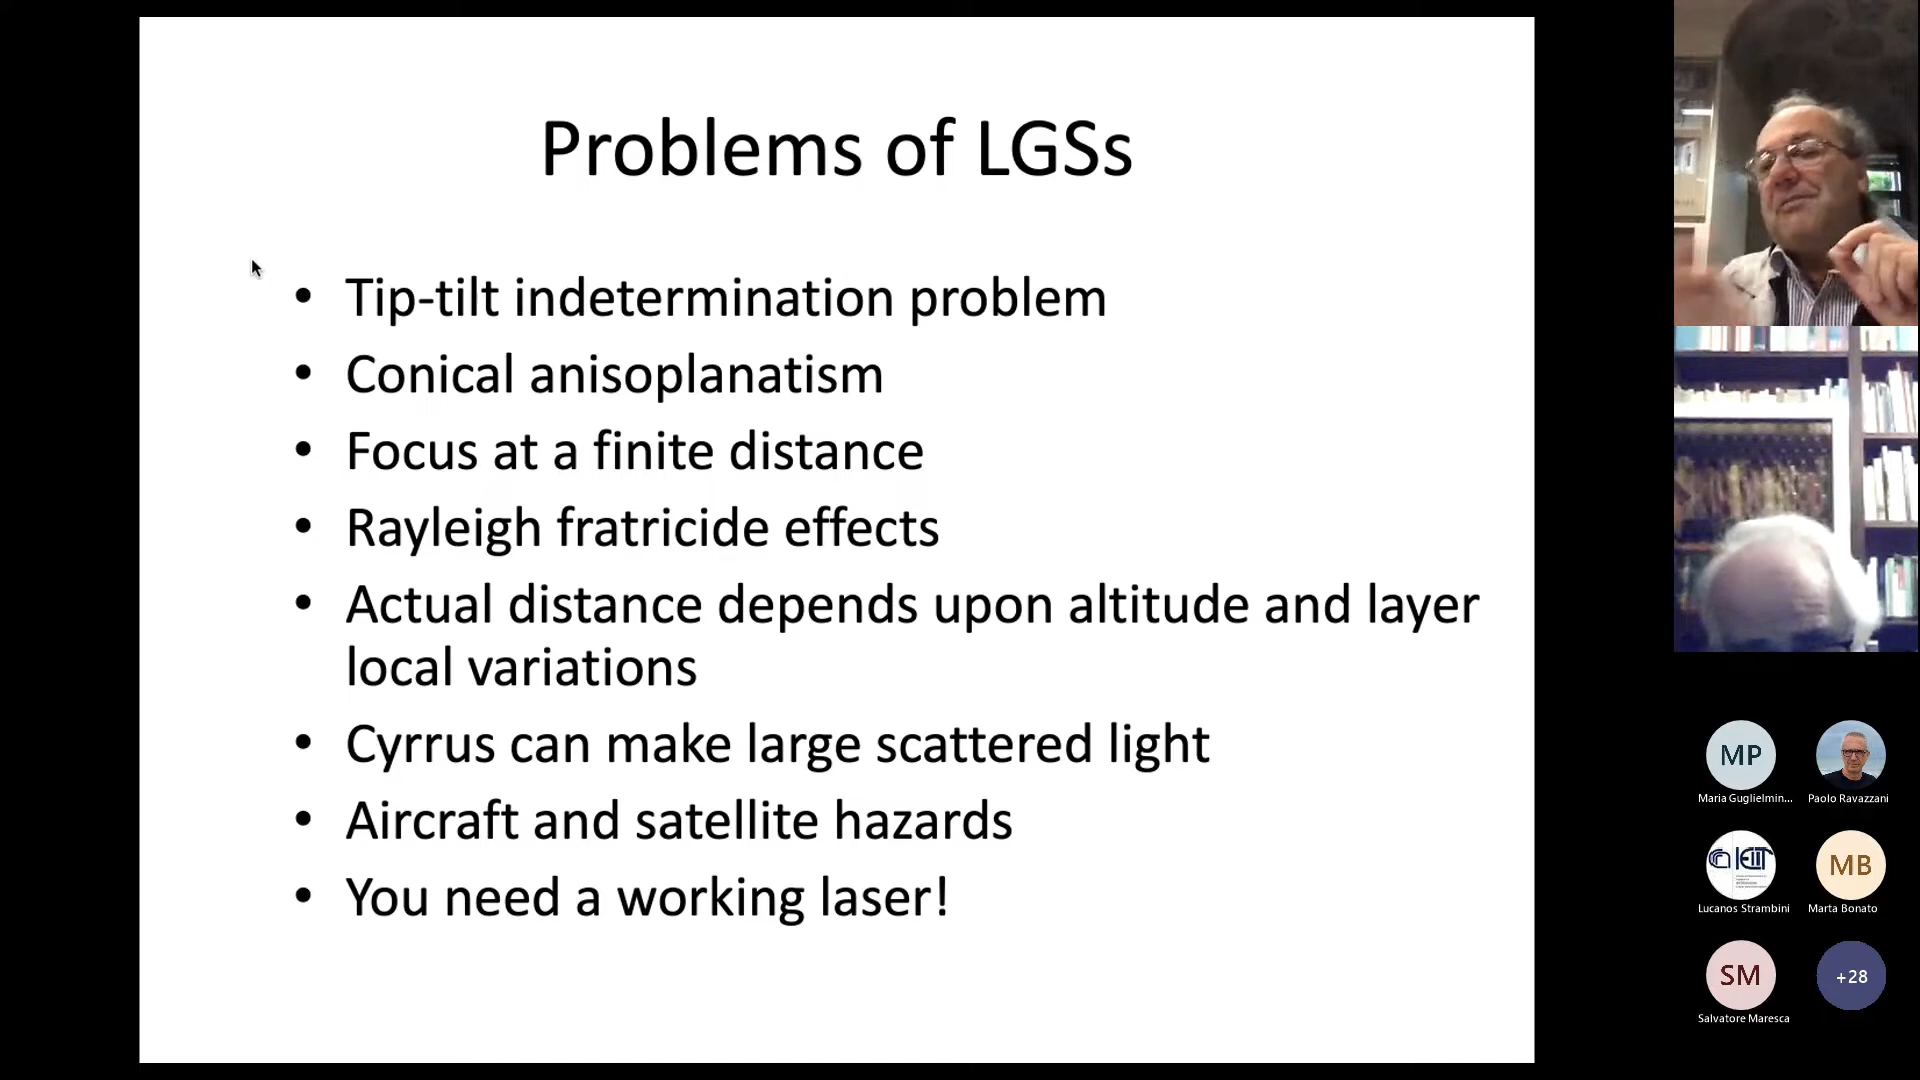 Problems of LGSs
• Tip-tilt indetermination problem
• Conical anisoplanatism
• Focus at a finite distance
• Rayleigh fratricide effects
• Actual distance depends upon altitude and layer
local variations
• Cyrrus can make large scattered light
• Aircraft and satellite hazards
• You need a working laser!
MP
Maria Guglielmin...
Paolo Ravazzani
IEIIT
Lucanos Strambini
MB
Marta Bonato
SM
Salvatore Maresca
+28